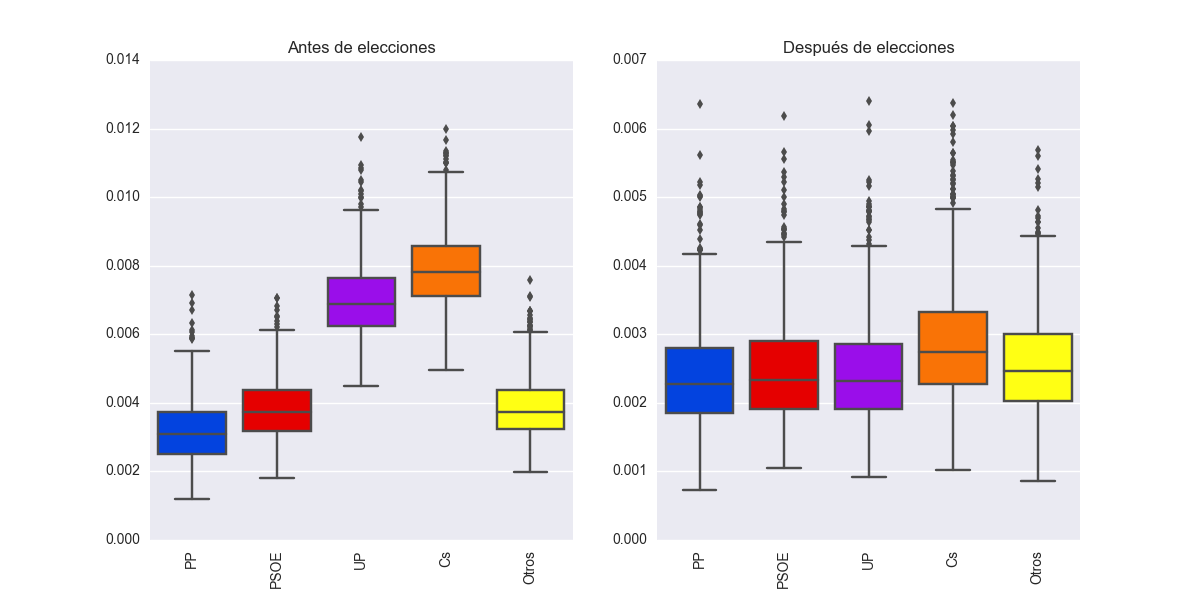 Antes de elecciones
0.014
0.012
0.010
0.008
0.006
0.004
0.002
0.000
PP
PSOE
UP
Cs
Otros
Después de elecciones
0.007
0.006
0.005
0.004
0.003
0.002
0.001
0.000
PP
PSOE
UP
Cs
Otros